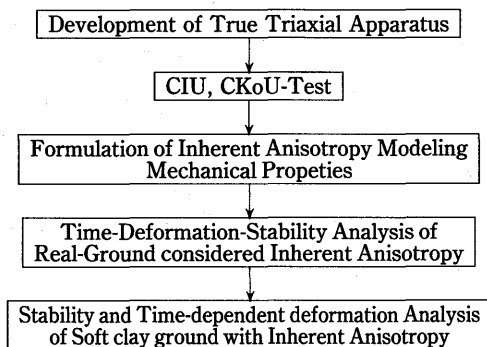 Development of True Triaxial Apparatus
CIU, CKoU-Test
Formulation of Inherent Anisotropy Modeling
Mechanical Propeties
Time-Deformation-Stability Analysis of
Real-Ground considered Inherent Anisotropy
Stability and Time-dependent deformation Analysis
of Soft clay ground with Inherent Anisotropy